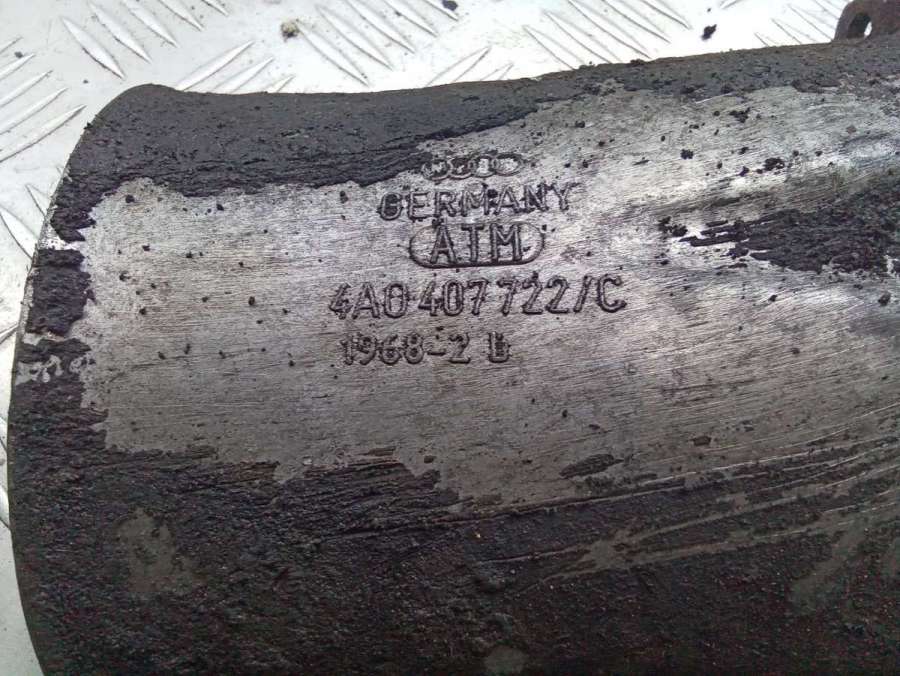 GERMANY
ATM
4A0 407 722/C
1968-2